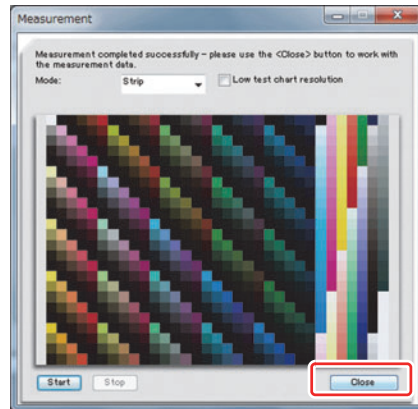 Measurement
Measurement completed successfully - please use the <Close> button to work with
the measurement data.
Mode: Strip Low test chart resolution
Start Stop Close